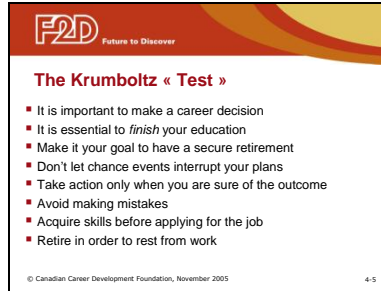 F2D Future to Discover
The Krumboltz « Test »
▪ It is important to make a career decision
▪ It is essential to finish your education
▪ Make it your goal to have a secure retirement
▪ Don't let chance events interrupt your plans
▪ Take action only when you are sure of the outcome
▪ Avoid making mistakes
▪ Acquire skills before applying for the job
▪ Retire in order to rest from work
© Canadian Career Development Foundation, November 2005 4-5